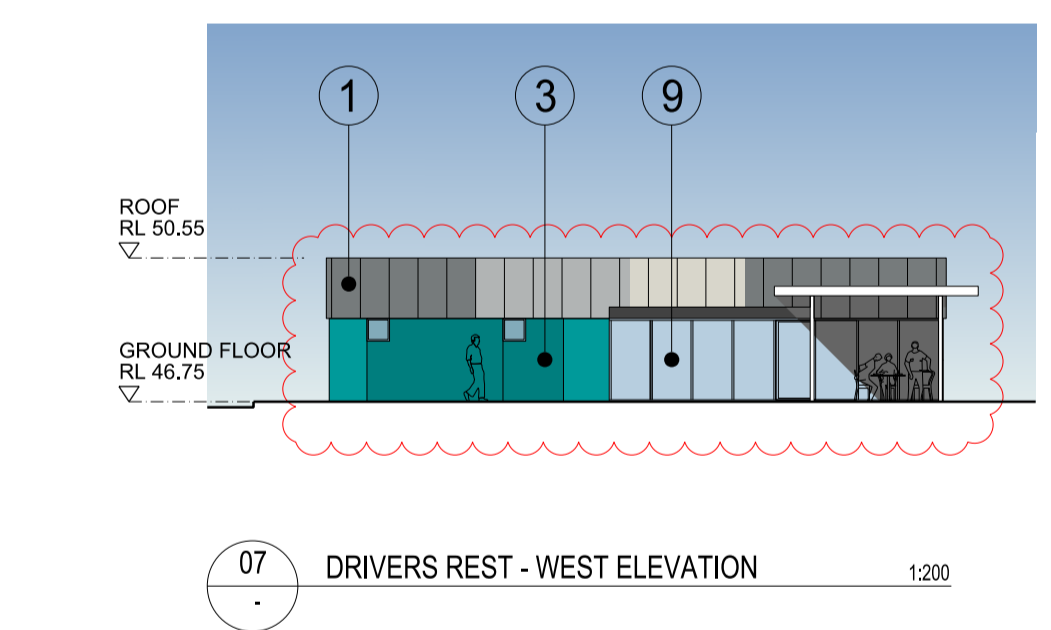 1 3 9
ROOF
RL 50.55
GROUND FLOOR
RL 46.75
07
-
DRIVERS REST - WEST ELEVATION 1:200